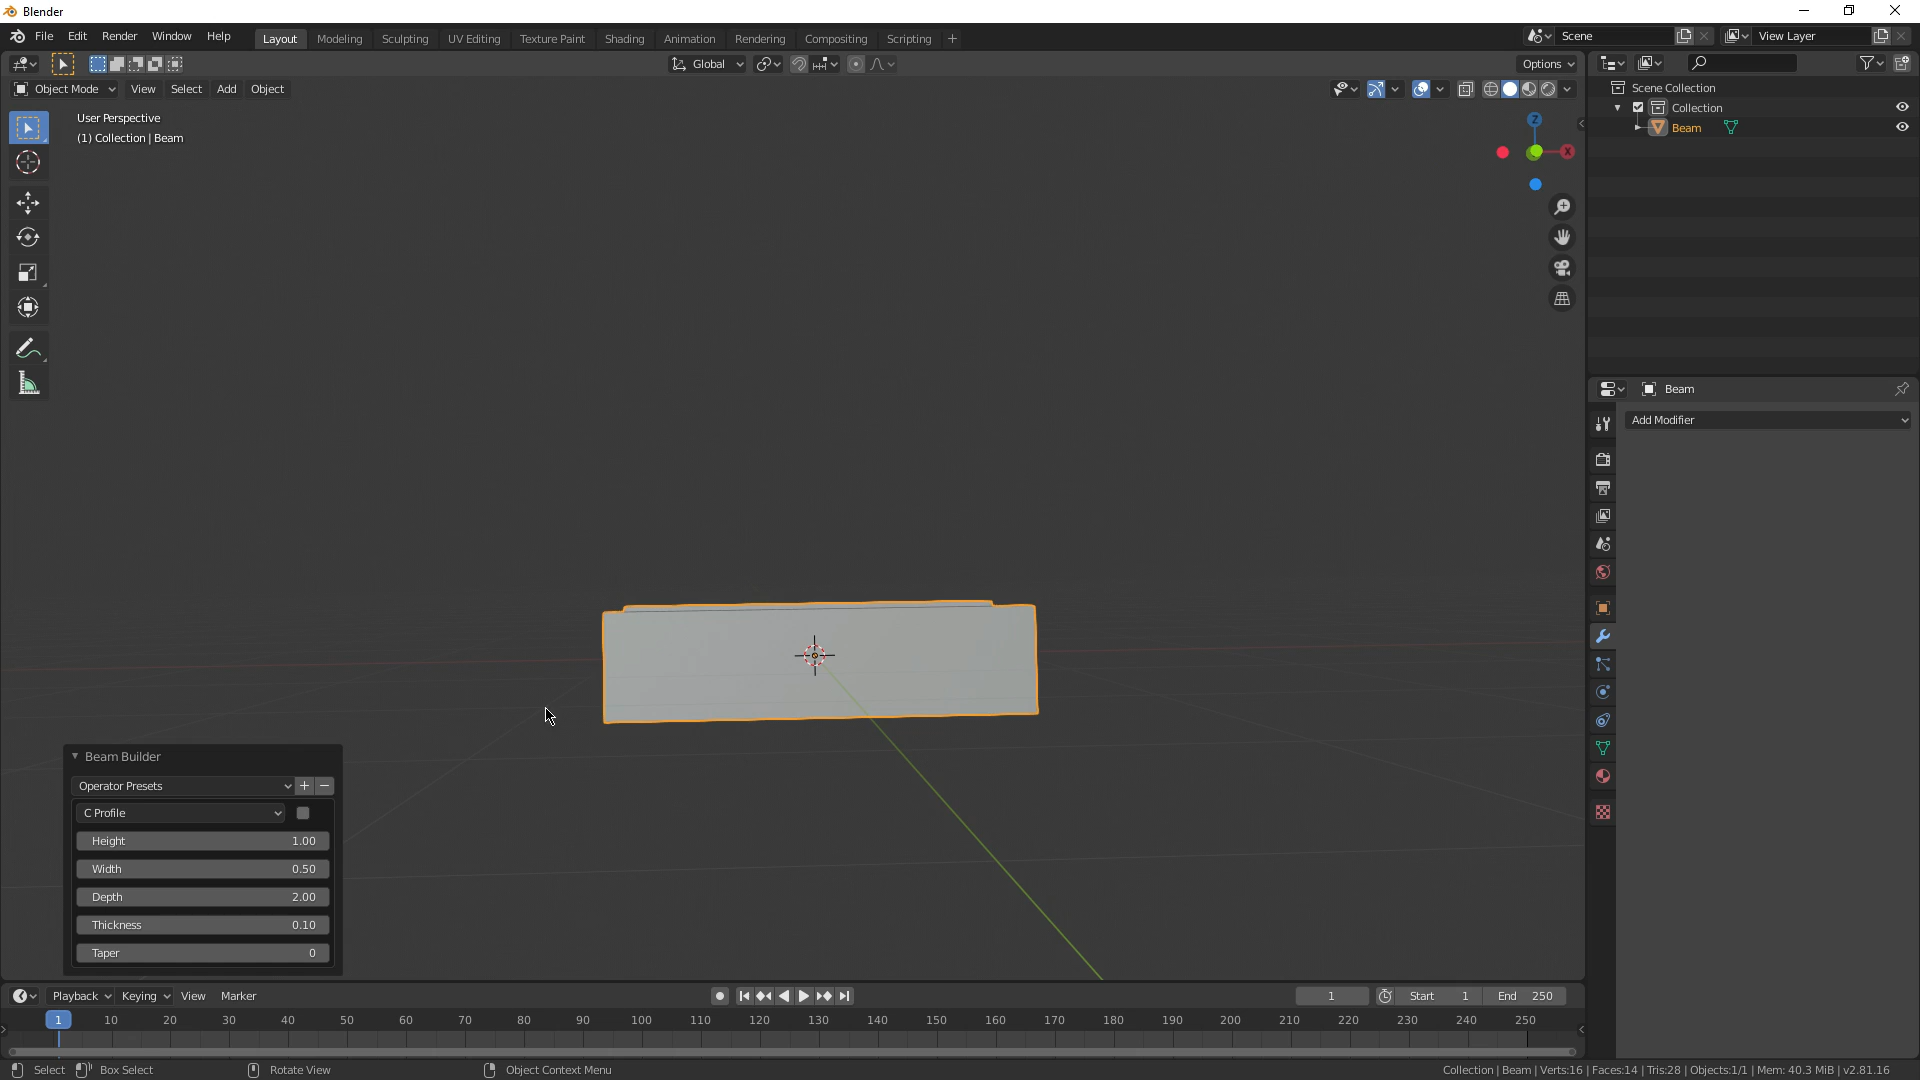 Blender
File Edit Render Window Help
Layout Modeling Sculpting UV Editing Texture Paint Shading Animation Rendering Compositing Scripting +
Scene
View Layer
Global
Options
Object Mode View Select Add Object
User Perspective
(1) Collection | Beam
Z
X
Scene Collection
Collection
Beam
Beam
Add Modifier
Beam Builder
Operator Presets + −
C Profile
Height 1.00
Width 0.50
Depth 2.00
Thickness 0.10
Taper 0
Playback Keying View Marker
1
Start 1
End 250
1 10 20 30 40 50 60 70 80 90 100 110 120 130 140 150 160 170 180 190 200 210 220 230 240 250
Select Box Select Rotate View Object Context Menu
Collection | Beam | Verts:16 | Faces:14 | Tris:28 | Objects:1/1 | Mem: 40.3 MiB | v2.81.16